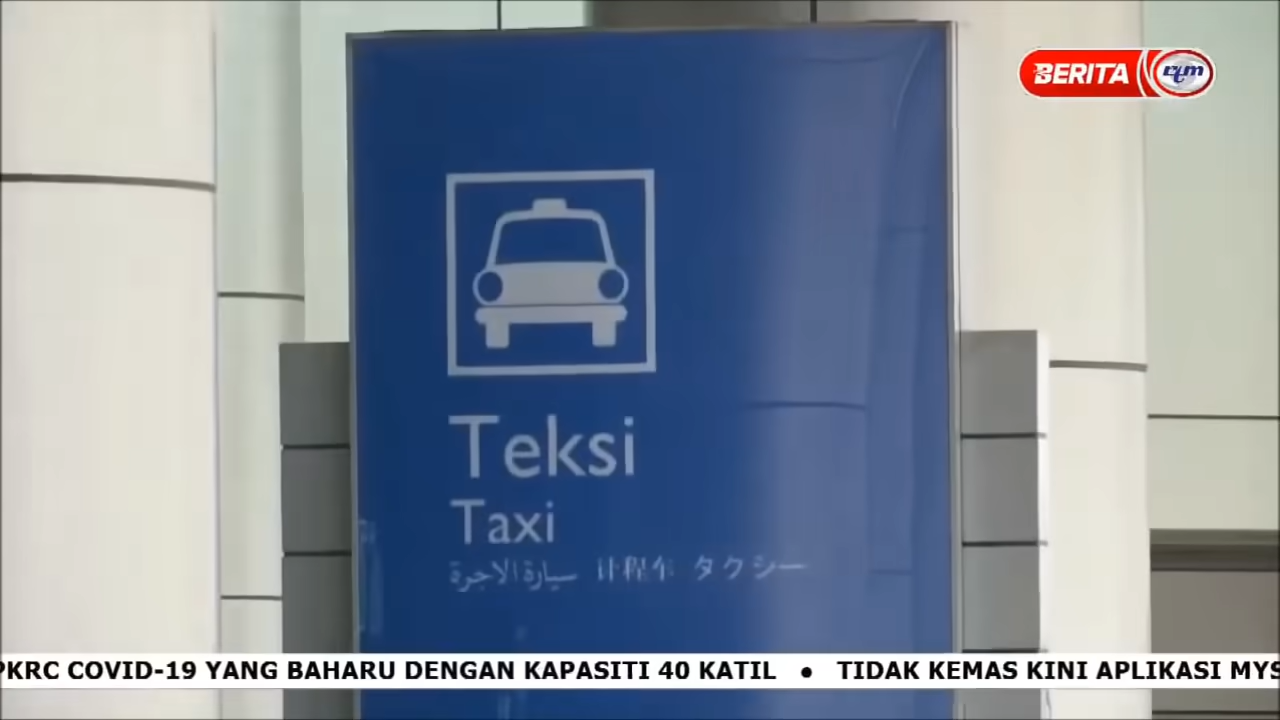 BERITA rtm
Teksi
Taxi
سيارة الاجرة 计程车 タクシー
PKRC COVID-19 YANG BAHARU DENGAN KAPASITI 40 KATIL • TIDAK KEMAS KINI APLIKASI MYS